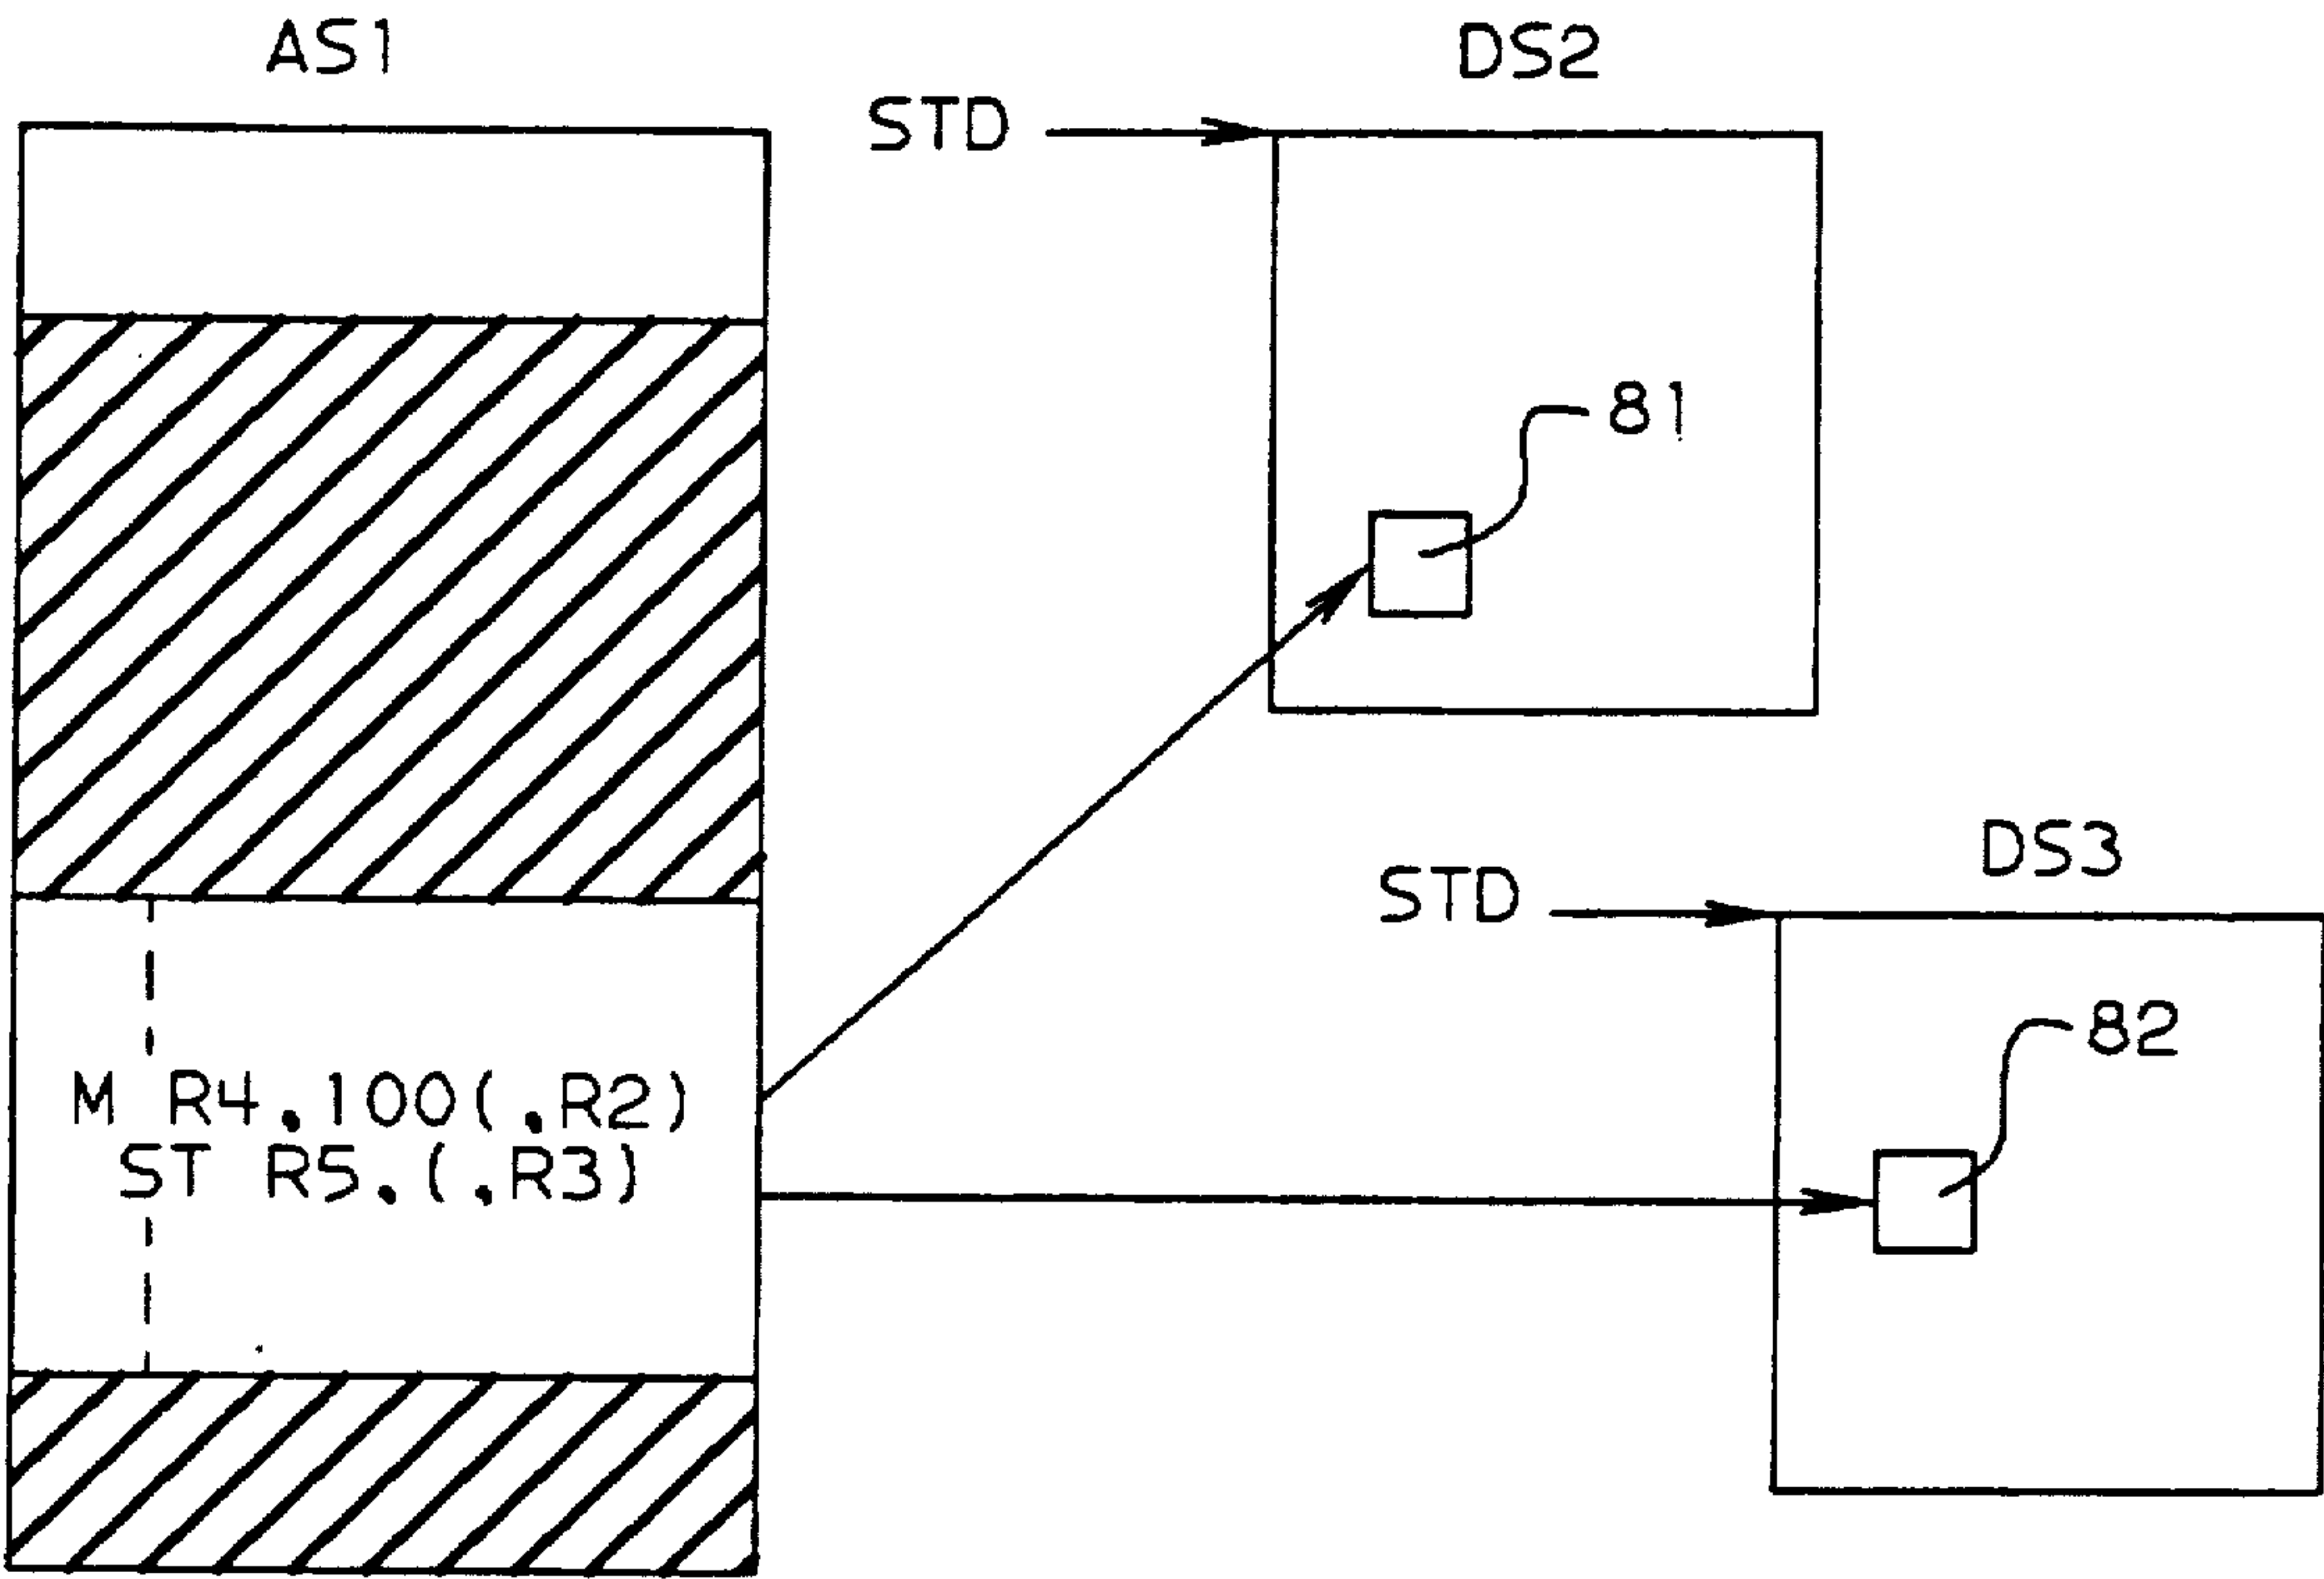 AS1
DS2
STD
81
DS3
STD
82
M R4.100(.R2)
ST R5.(.R3)